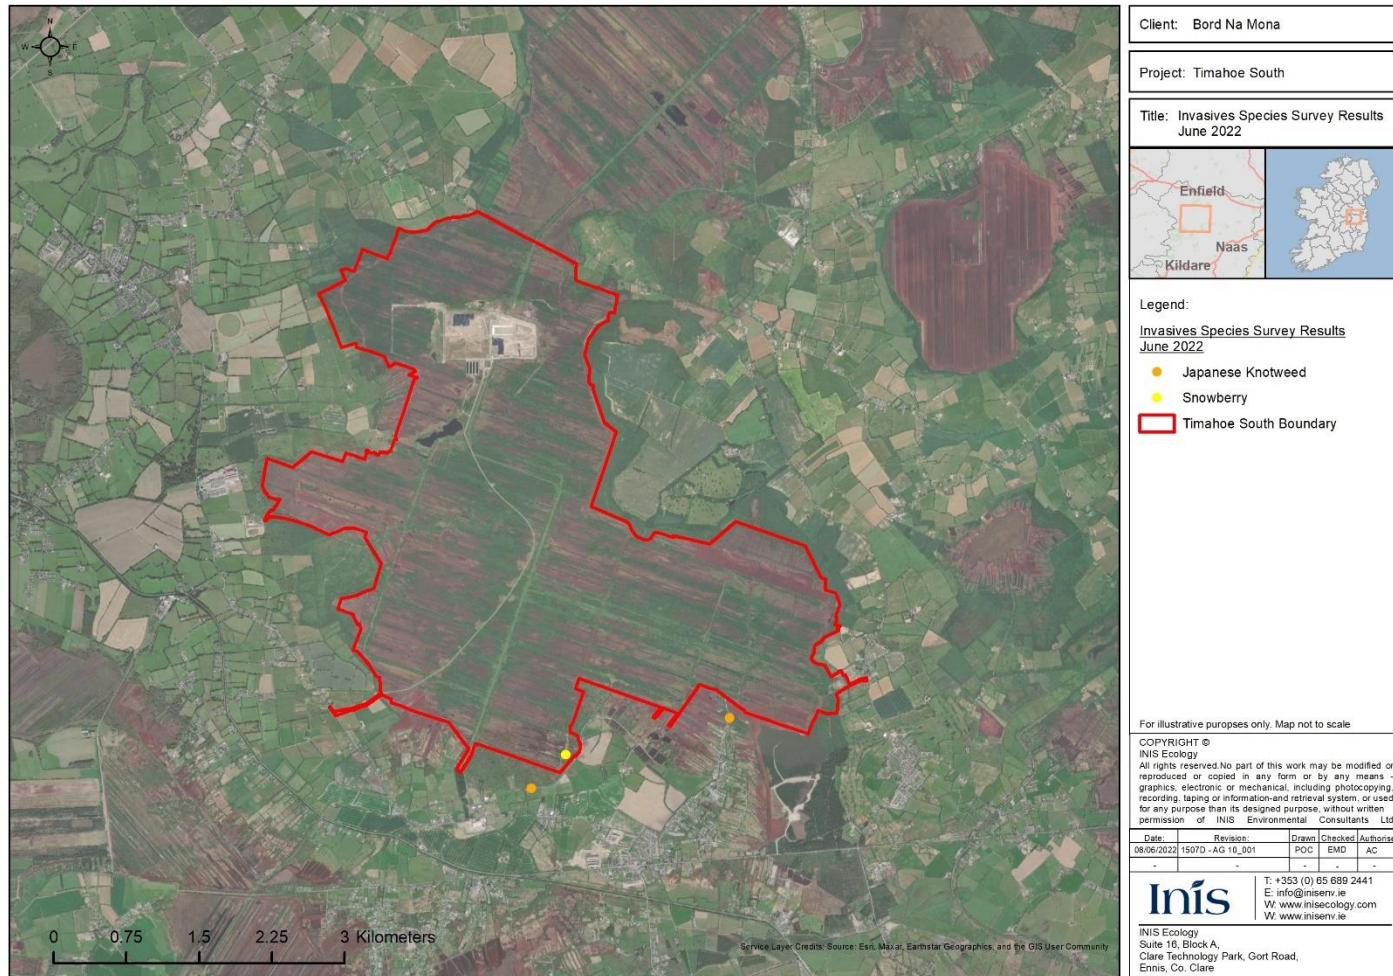 N
W E
S
0 0.75 1.5 2.25 3 Kilometers
Service Layer Credits: Source: Esri, Maxar, Earthstar Geographics, and the GIS User Community
Client: Bord Na Mona
Project: Timahoe South
Title: Invasives Species Survey Results
June 2022
Enfield
Naas
Kildare
Legend:
Invasives Species Survey Results
June 2022
Japanese Knotweed
Snowberry
Timahoe South Boundary
For illustrative puropses only. Map not to scale
COPYRIGHT ©
INIS Ecology
All rights reserved.No part of this work may be modified or
reproduced or copied in any form or by any means -
graphics, electronic or mechanical, including photocopying,
recording, taping or information-and retrieval system, or used
for any purpose than its designed purpose, without written
permission of INIS Environmental Consultants Ltd
Date: Revision: Drawn Checked Authorise
08/06/2022 1507D - AG 10_001 POC EMD AC
- - - - -
Inis
T: +353 (0) 65 689 2441
E: info@inisenv.ie
W: www.inisecology.com
W: www.inisenv.ie
INIS Ecology
Suite 16, Block A,
Clare Technology Park, Gort Road,
Ennis, Co. Clare